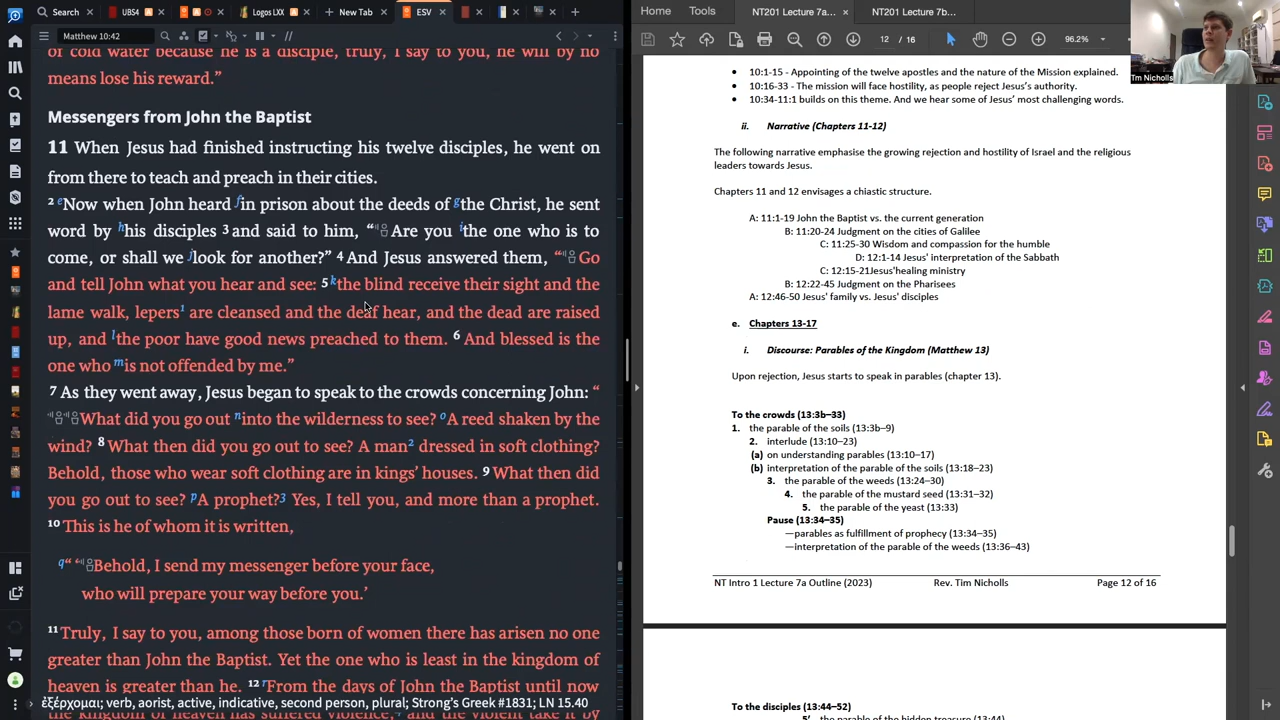 Search
UBS4
Logos LXX
New Tab
ESV
Matthew 10:42
of cold water because he is a disciple, truly, I say to you, he will by no
means lose his reward.”
Messengers from John the Baptist
11 When Jesus had finished instructing his twelve disciples, he went on
from there to teach and preach in their cities.
2 eNow when John heard fin prison about the deeds of gthe Christ, he sent
word by hhis disciples 3 and said to him, “Are you ithe one who is to
come, or shall we jlook for another?” 4 And Jesus answered them, “Go
and tell John what you hear and see: 5 kthe blind receive their sight and the
lame walk, lepers1 are cleansed and the deaf hear, and the dead are raised
up, and lthe poor have good news preached to them. 6 And blessed is the
one who mis not offended by me.”
7 As they went away, Jesus began to speak to the crowds concerning John: “
What did you go out ninto the wilderness to see? oA reed shaken by the
wind? 8 What then did you go out to see? A man2 dressed in soft clothing?
Behold, those who wear soft clothing are in kings’ houses. 9 What then did
you go out to see? pA prophet?3 Yes, I tell you, and more than a prophet.
10 This is he of whom it is written,
q“ “Behold, I send my messenger before your face,
who will prepare your way before you.’
11 Truly, I say to you, among those born of women there has arisen no one
greater than John the Baptist. Yet the one who is least in the kingdom of
heaven is greater than he. 12 rFrom the days of John the Baptist until now
ἐξέρχομαι; verb, aorist, active, indicative, second person, plural; Strong's Greek #1831; LN 15.40
Home
Tools
NT201 Lecture 7a...
NT201 Lecture 7b...
12 / 16
96.2%
Tm Nicholls
• 10:1-15 - Appointing of the twelve apostles and the nature of the Mission explained.
• 10:16-33 - The mission will face hostility, as people reject Jesus’s authority.
• 10:34-11:1 builds on this theme. And we hear some of Jesus’ most challenging words.
ii. Narrative (Chapters 11-12)
The following narrative emphasise the growing rejection and hostility of Israel and the religious
leaders towards Jesus.
Chapters 11 and 12 envisages a chiastic structure.
A: 11:1-19 John the Baptist vs. the current generation
B: 11:20-24 Judgment on the cities of Galilee
C: 11:25-30 Wisdom and compassion for the humble
D: 12:1-14 Jesus' interpretation of the Sabbath
C: 12:15-21Jesus'healing ministry
B: 12:22-45 Judgment on the Pharisees
A: 12:46-50 Jesus' family vs. Jesus' disciples
e. Chapters 13-17
i. Discourse: Parables of the Kingdom (Matthew 13)
Upon rejection, Jesus starts to speak in parables (chapter 13).
To the crowds (13:3b–33)
1. the parable of the soils (13:3b–9)
2. interlude (13:10–23)
(a) on understanding parables (13:10–17)
(b) interpretation of the parable of the soils (13:18–23)
3. the parable of the weeds (13:24–30)
4. the parable of the mustard seed (13:31–32)
5. the parable of the yeast (13:33)
Pause (13:34–35)
—parables as fulfillment of prophecy (13:34–35)
—interpretation of the parable of the weeds (13:36–43)
NT Intro 1 Lecture 7a Outline (2023)
Rev. Tim Nicholls
Page 12 of 16
To the disciples (13:44–52)
5’ the parable of the hidden treasure (13:44)